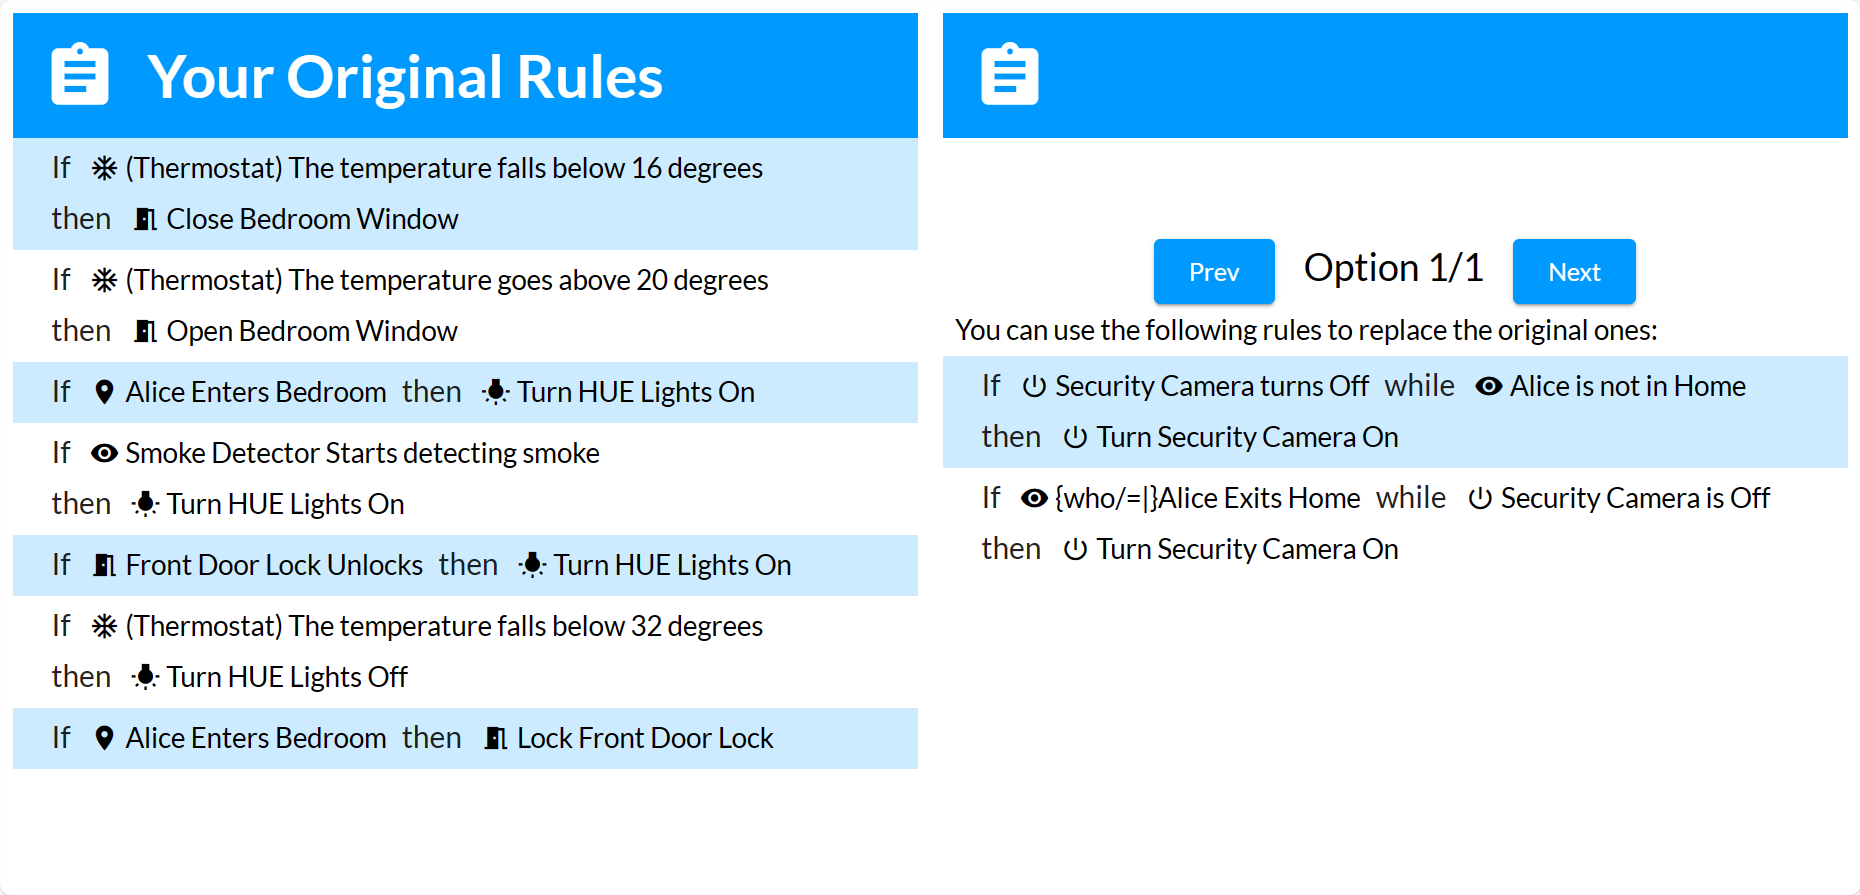 Your Original Rules
If (Thermostat) The temperature falls below 16 degrees
then Close Bedroom Window
If (Thermostat) The temperature goes above 20 degrees
then Open Bedroom Window
If Alice Enters Bedroom then Turn HUE Lights On
If Smoke Detector Starts detecting smoke
then Turn HUE Lights On
If Front Door Lock Unlocks then Turn HUE Lights On
If (Thermostat) The temperature falls below 32 degrees
then Turn HUE Lights Off
If Alice Enters Bedroom then Lock Front Door Lock
Prev Option 1/1 Next
You can use the following rules to replace the original ones:
If Security Camera turns Off while Alice is not in Home
then Turn Security Camera On
If {who/=|}Alice Exits Home while Security Camera is Off
then Turn Security Camera On